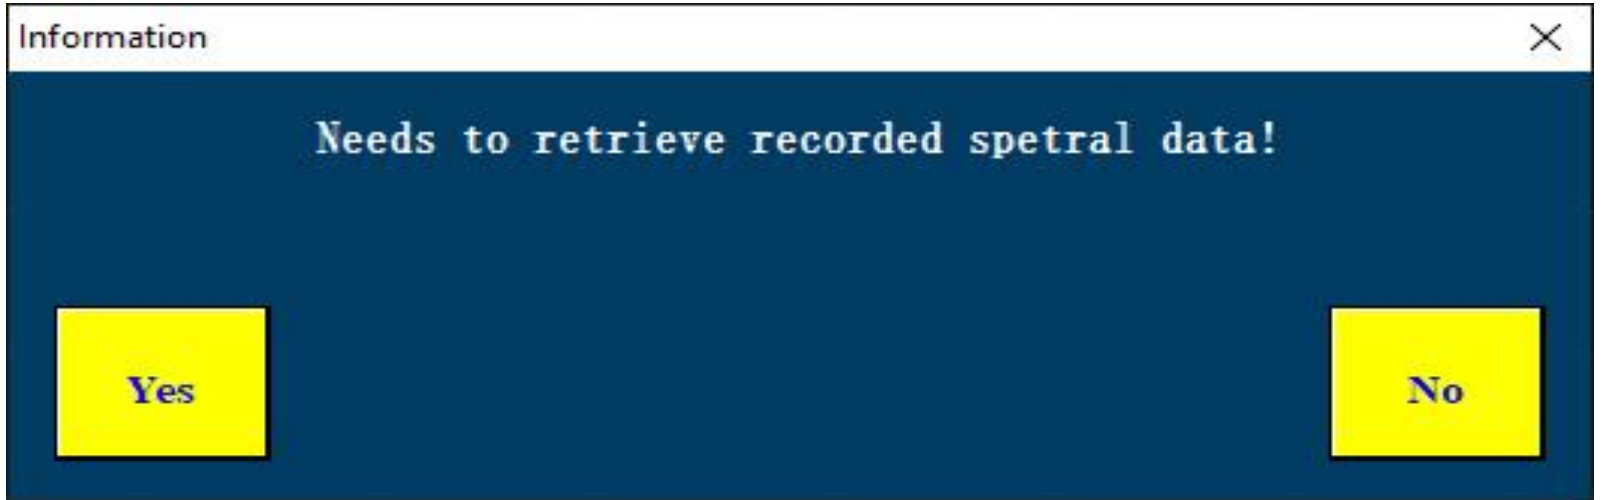 Information
Needs to retrieve recorded spetral data!
Yes
No